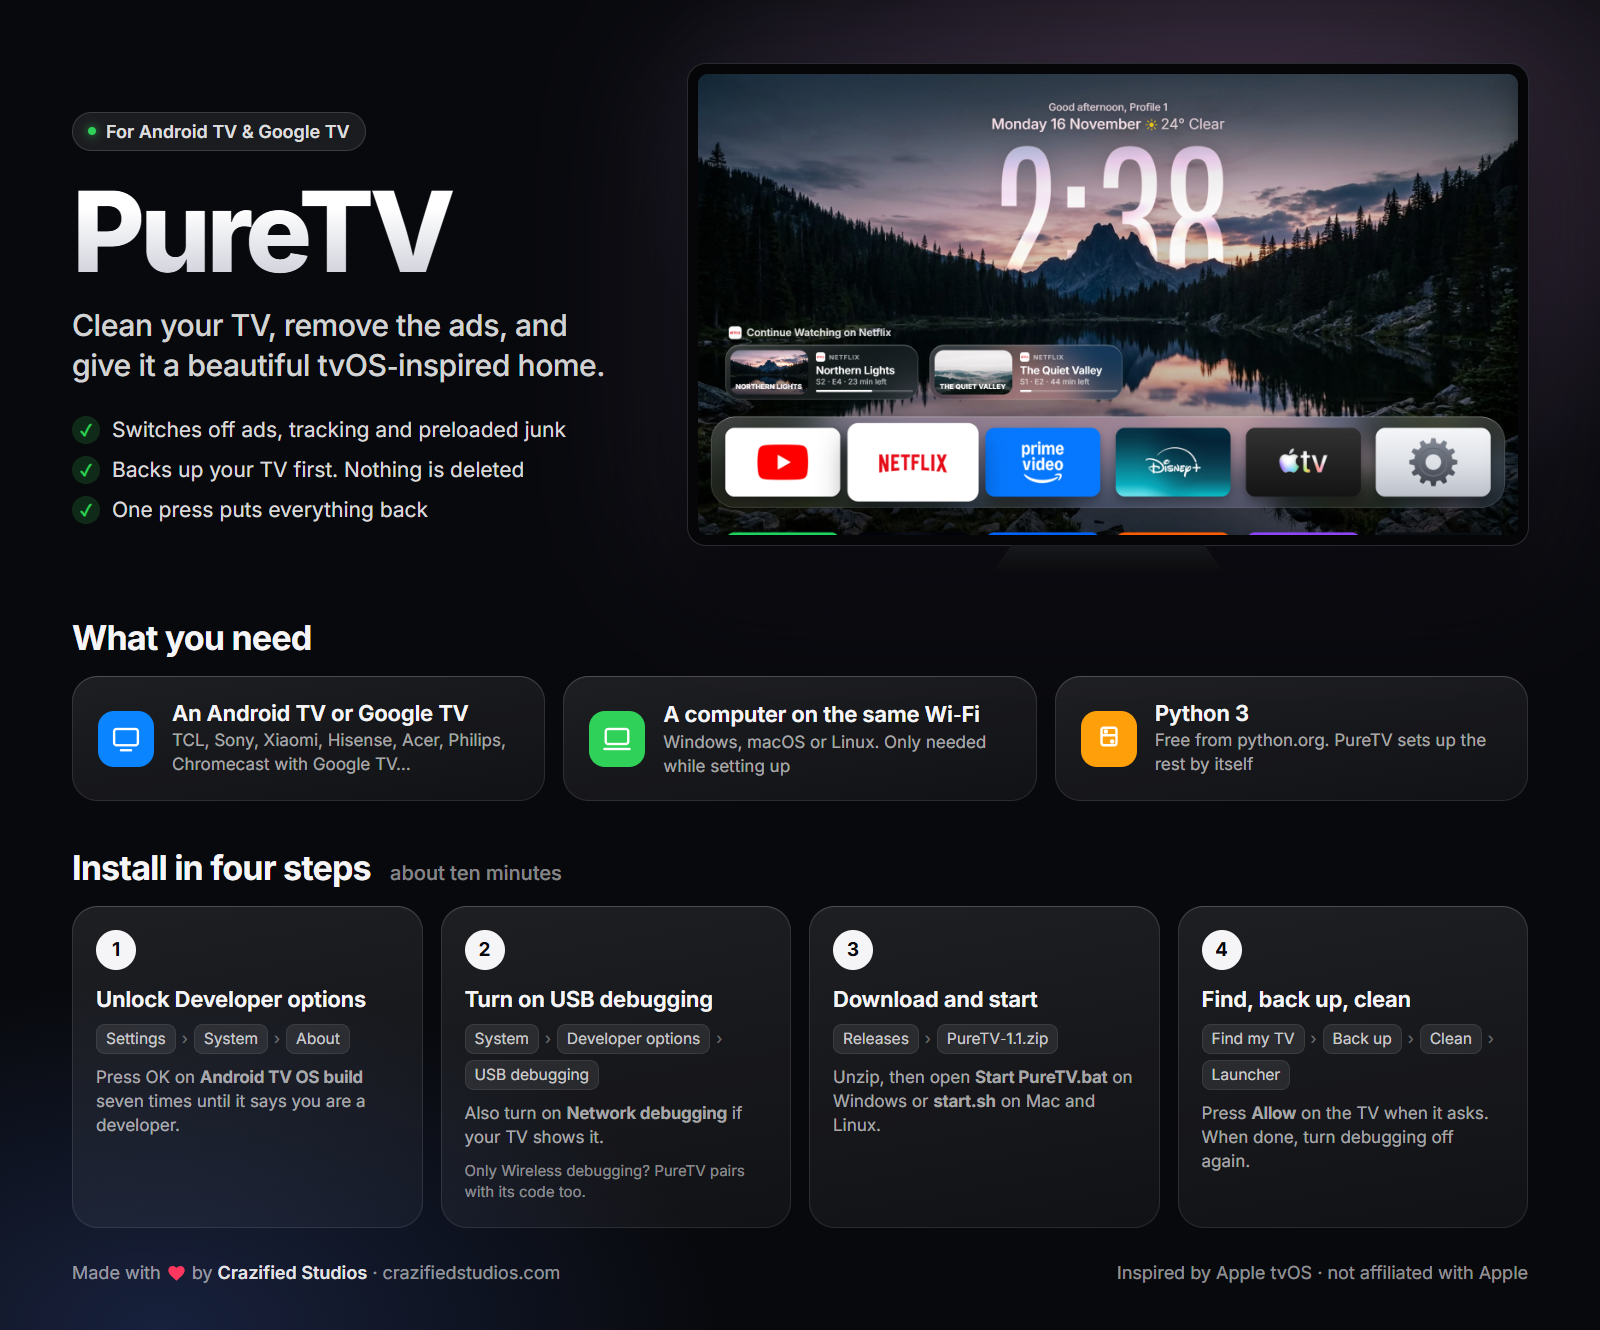 For Android TV & Google TV
PureTV
Clean your TV, remove the ads, and
give it a beautiful tvOS-inspired home.
✓ Switches off ads, tracking and preloaded junk
✓ Backs up your TV first. Nothing is deleted
✓ One press puts everything back
Good afternoon, Profile 1
Monday 16 November ☀ 24° Clear
2:38
Continue Watching on Netflix
NORTHERN LIGHTS
NETFLIX
Northern Lights
S2 · E4 · 23 min left
THE QUIET VALLEY
NETFLIX
The Quiet Valley
S1 · E2 · 44 min left
NETFLIX
prime
video
Disney+
tv
What you need
An Android TV or Google TV
TCL, Sony, Xiaomi, Hisense, Acer, Philips,
Chromecast with Google TV...
A computer on the same Wi-Fi
Windows, macOS or Linux. Only needed
while setting up
Python 3
Free from python.org. PureTV sets up the
rest by itself
Install in four steps about ten minutes
1
Unlock Developer options
Settings › System › About
Press OK on Android TV OS build
seven times until it says you are a
developer.
2
Turn on USB debugging
System › Developer options ›
USB debugging
Also turn on Network debugging if
your TV shows it.
Only Wireless debugging? PureTV pairs
with its code too.
3
Download and start
Releases › PureTV-1.1.zip
Unzip, then open Start PureTV.bat on
Windows or start.sh on Mac and
Linux.
4
Find, back up, clean
Find my TV › Back up › Clean ›
Launcher
Press Allow on the TV when it asks.
When done, turn debugging off
again.
Made with ♥ by Crazified Studios · crazifiedstudios.com
Inspired by Apple tvOS · not affiliated with Apple